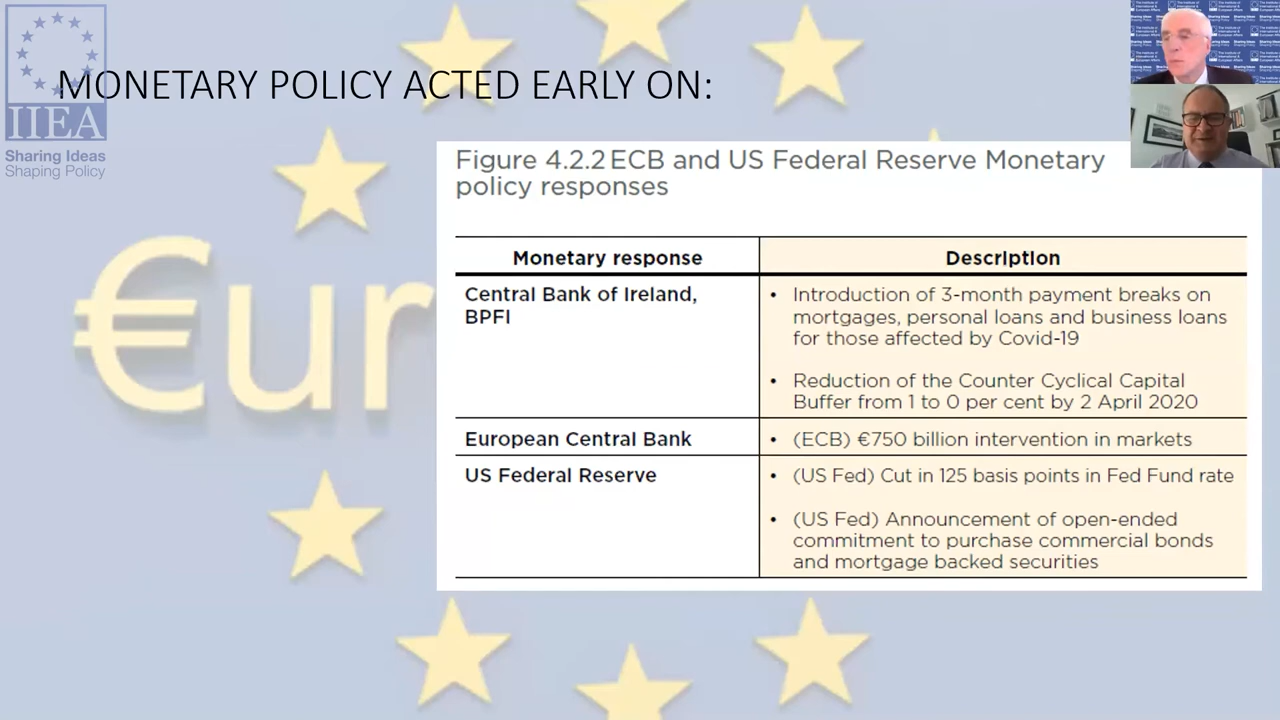 IIEA
Sharing Ideas
Shaping Policy
MONETARY POLICY ACTED EARLY ON:
€ur
Figure 4.2.2 ECB and US Federal Reserve Monetary
policy responses
Monetary response
Description
Central Bank of Ireland,
BPFI
• Introduction of 3-month payment breaks on
mortgages, personal loans and business loans
for those affected by Covid-19
• Reduction of the Counter Cyclical Capital
Buffer from 1 to 0 per cent by 2 April 2020
European Central Bank
• (ECB) €750 billion intervention in markets
US Federal Reserve
• (US Fed) Cut in 125 basis points in Fed Fund rate
• (US Fed) Announcement of open-ended
commitment to purchase commercial bonds
and mortgage backed securities